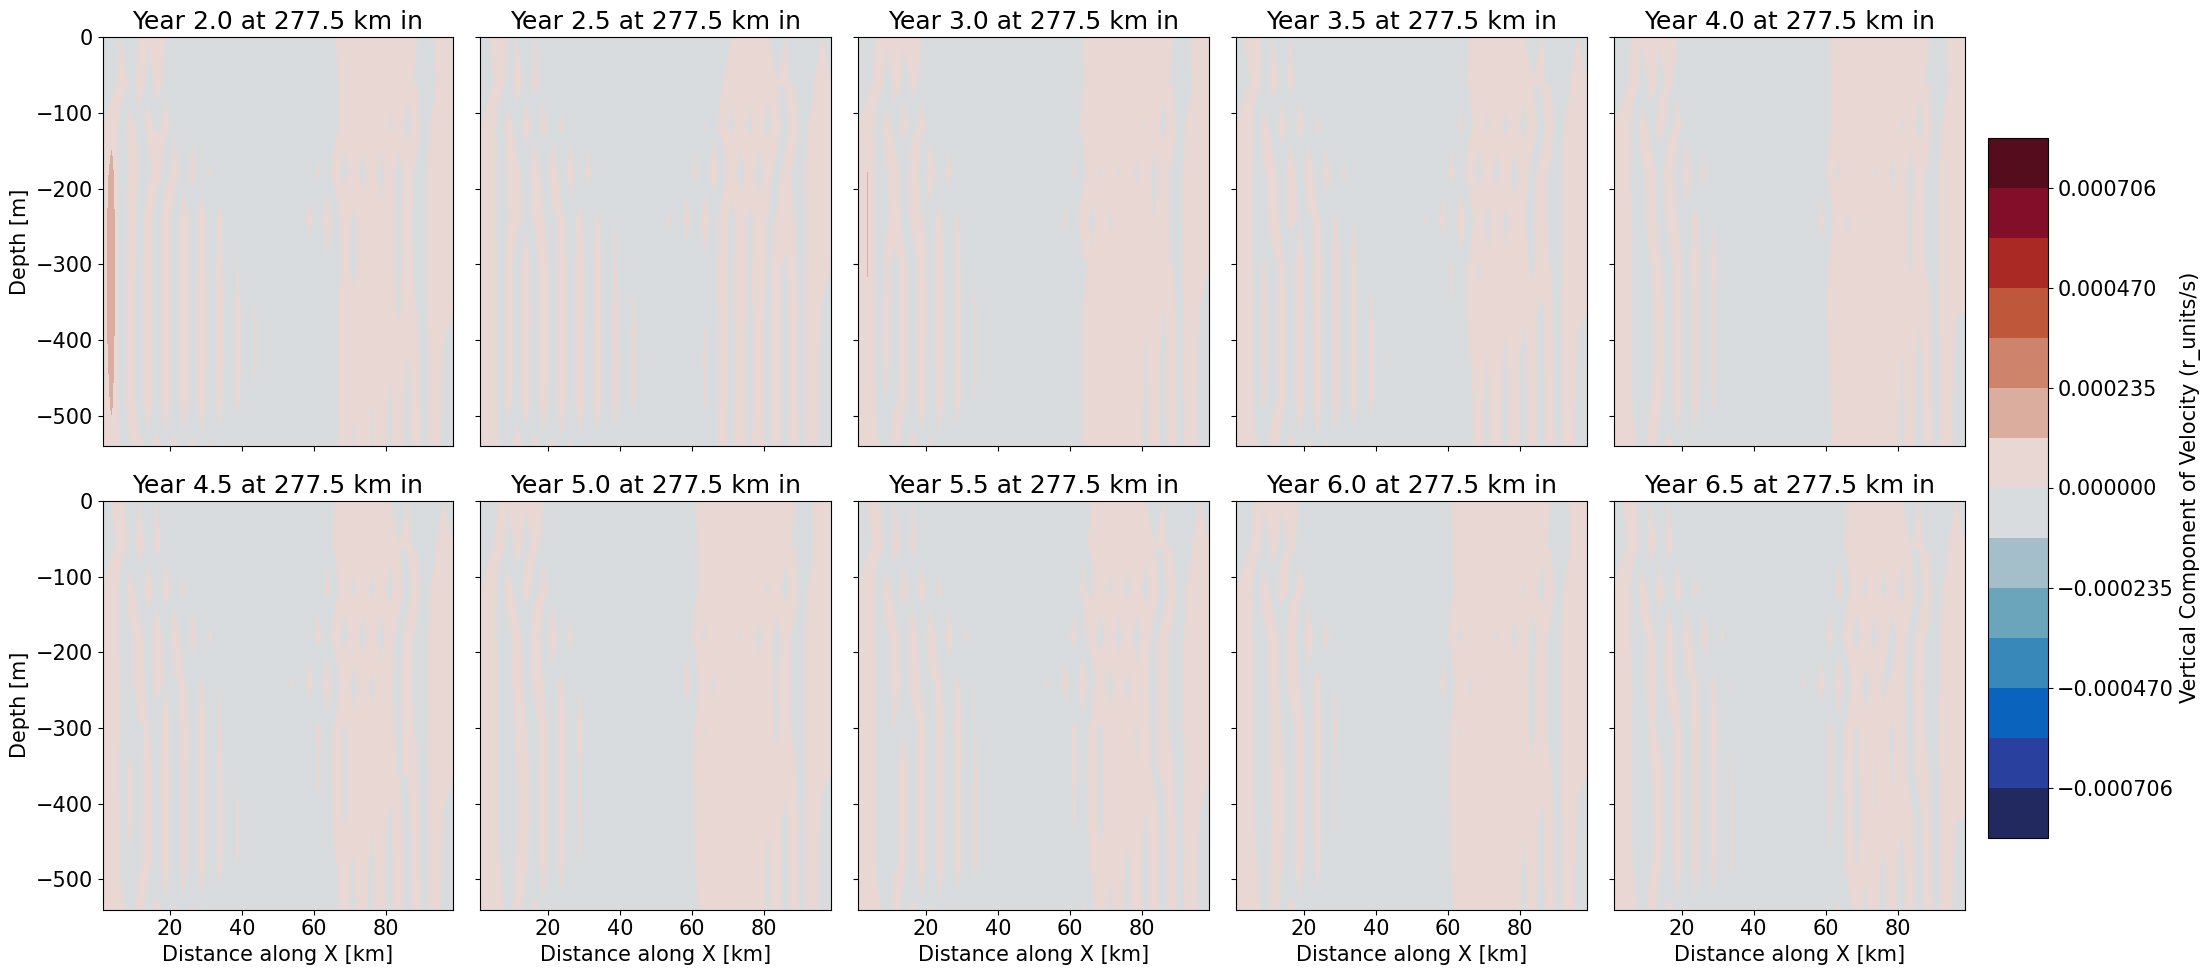 Year 2.0 at 277.5 km in
Year 2.5 at 277.5 km in
Year 3.0 at 277.5 km in
Year 3.5 at 277.5 km in
Year 4.0 at 277.5 km in
0
−100
−200
−300
−400
−500
Depth [m]
Year 4.5 at 277.5 km in
Year 5.0 at 277.5 km in
Year 5.5 at 277.5 km in
Year 6.0 at 277.5 km in
Year 6.5 at 277.5 km in
0
−100
−200
−300
−400
−500
Depth [m]
20 40 60 80
20 40 60 80
20 40 60 80
20 40 60 80
20 40 60 80
Distance along X [km]
Distance along X [km]
Distance along X [km]
Distance along X [km]
Distance along X [km]
0.000706
0.000470
0.000235
0.000000
−0.000235
−0.000470
−0.000706
Vertical Component of Velocity (r_units/s)